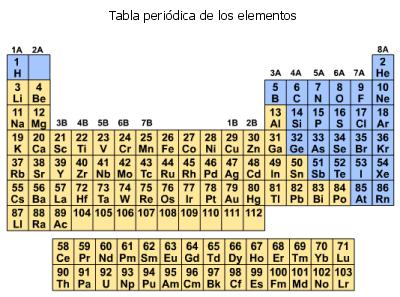 Tabla periódica de los elementos
1A 2A 8A
1 2
H 3A 4A 5A 6A 7A He
3 4 5 6 7 8 9 10
Li Be B C N O F Ne
11 12 13 14 15 16 17 18
Na Mg 3B 4B 5B 6B 7B 1B 2B Al Si P S Cl Ar
19 20 21 22 23 24 25 26 27 28 29 30 31 32 33 34 35 36
K Ca Sc Ti V Cr Mn Fe Co Ni Cu Zn Ga Ge As Se Br Kr
37 38 39 40 41 42 43 44 45 46 47 48 49 50 51 52 53 54
Rb Sr Y Zr Nb Mo Tc Ru Rh Pd Ag Cd In Sn Sb Te I Xe
55 56 57 72 73 74 75 76 77 78 79 80 81 82 83 84 85 86
Cs Ba La Hf Ta W Re Os Ir Pt Au Hg Tl Pb Bi Po At Rn
87 88 89 104 105 106 107 108 109 110 111 112
Ll Ra Ac
58 59 60 61 62 63 64 65 66 67 68 69 70 71
Ce Pr Nd Pm Sm Eu Gd Td Dy Ho Er Tm Yb Lu
90 91 92 93 94 95 96 97 98 99 100 101 102 103
Th Pa U Np Pu Am Cm Bk Cf Es Fm Md No Lr